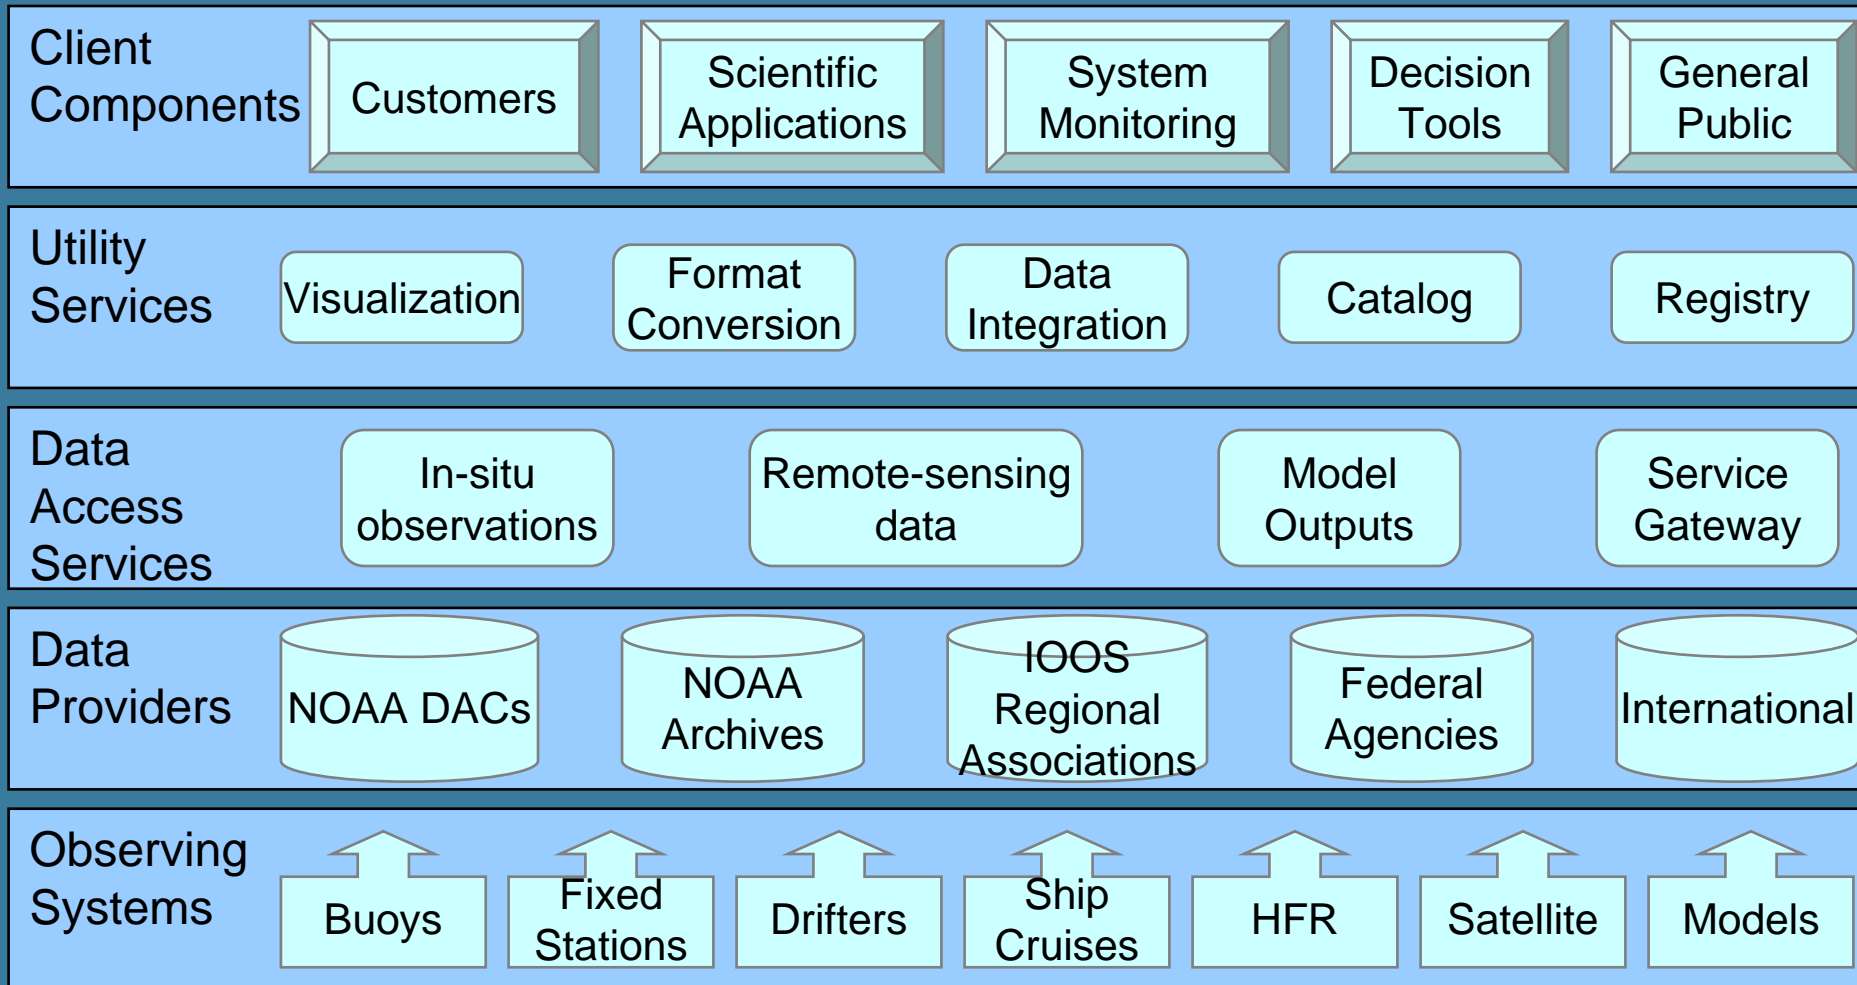 Client
Components
Customers
Scientific
Applications
System
Monitoring
Decision
Tools
General
Public
Utility
Services
Visualization
Format
Conversion
Data
Integration
Catalog
Registry
Data
Access
Services
In-situ
observations
Remote-sensing
data
Model
Outputs
Service
Gateway
Data
Providers
NOAA DACs
NOAA
Archives
IOOS
Regional
Associations
Federal
Agencies
International
Observing
Systems
Buoys
Fixed
Stations
Drifters
Ship
Cruises
HFR
Satellite
Models